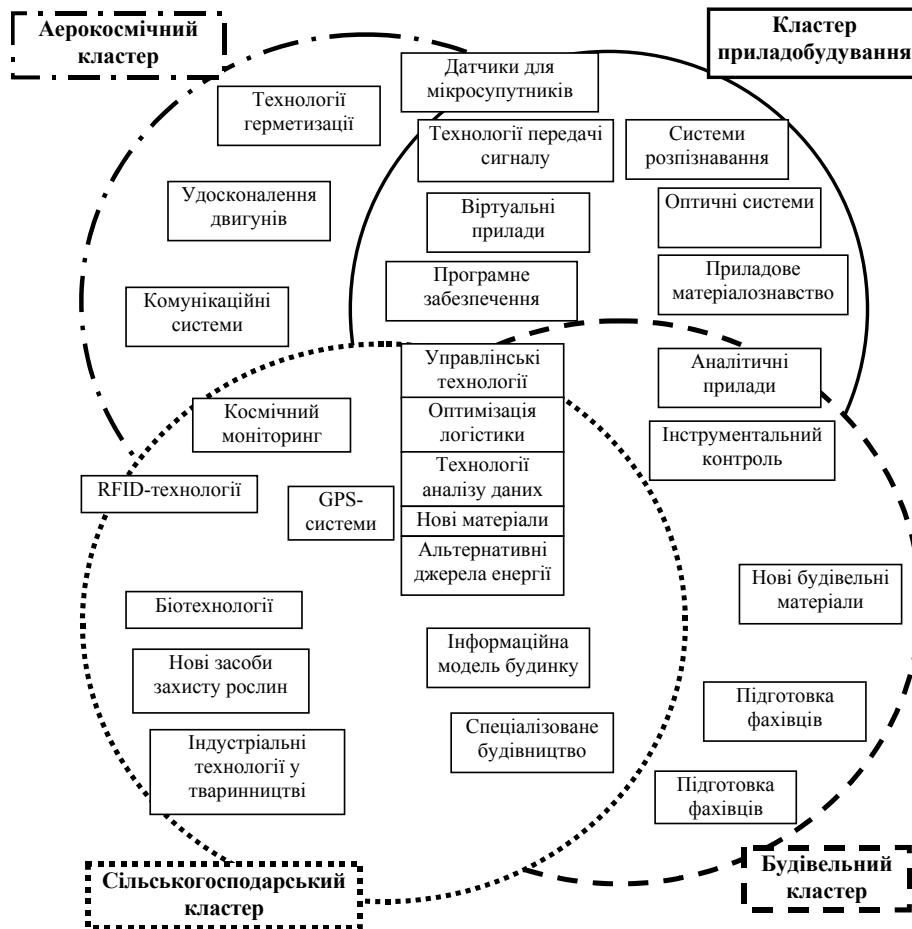 Аерокосмічний
кластер
Кластер
приладобудування
Датчики для
мікросупутників
Технології
герметизації
Технології передачі
сигналу
Системи
розпізнавання
Удосконалення
двигунів
Віртуальні
прилади
Оптичні системи
Програмне
забезпечення
Приладове
матеріалознавство
Комунікаційні
системи
Управлінські
технології
Аналітичні
прилади
Космічний
моніторинг
Оптимізація
логістики
Інструментальний
контроль
Технології
аналізу даних
RFID-технології
GPS-
системи
Нові матеріали
Альтернативні
джерела енергії
Нові будівельні
матеріали
Біотехнології
Інформаційна
модель будинку
Нові засоби
захисту рослин
Підготовка
фахівців
Спеціалізоване
будівництво
Індустріальні
технології у
тваринництві
Підготовка
фахівців
Сільськогосподарський
кластер
Будівельний
кластер